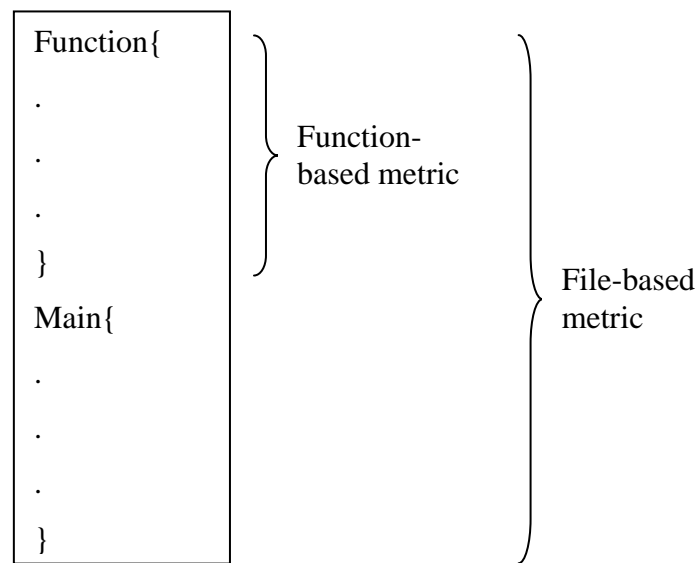 Function{
.
.
.
}
Main{
.
.
.
}
Function-
based metric
File-based
metric